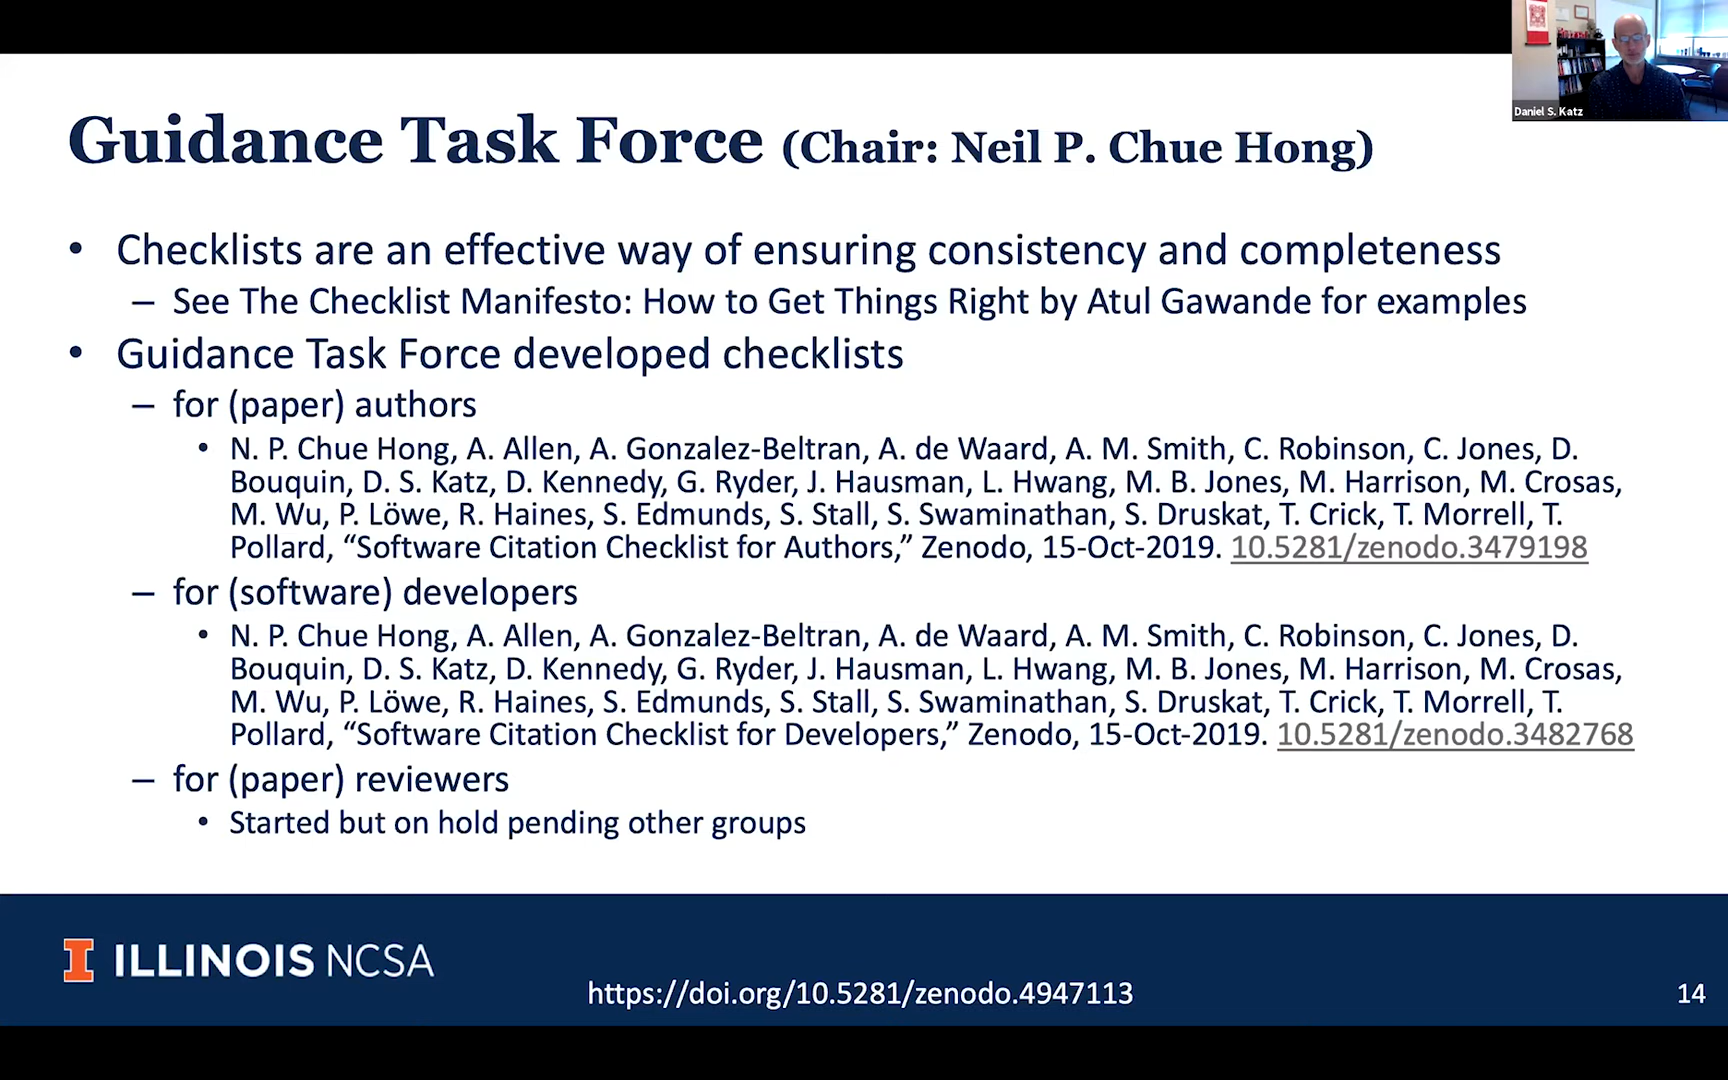 Daniel S. Katz
Guidance Task Force (Chair: Neil P. Chue Hong)
• Checklists are an effective way of ensuring consistency and completeness
– See The Checklist Manifesto: How to Get Things Right by Atul Gawande for examples
• Guidance Task Force developed checklists
– for (paper) authors
• N. P. Chue Hong, A. Allen, A. Gonzalez-Beltran, A. de Waard, A. M. Smith, C. Robinson, C. Jones, D.
Bouquin, D. S. Katz, D. Kennedy, G. Ryder, J. Hausman, L. Hwang, M. B. Jones, M. Harrison, M. Crosas,
M. Wu, P. Löwe, R. Haines, S. Edmunds, S. Stall, S. Swaminathan, S. Druskat, T. Crick, T. Morrell, T.
Pollard, “Software Citation Checklist for Authors,” Zenodo, 15-Oct-2019. 10.5281/zenodo.3479198
– for (software) developers
• N. P. Chue Hong, A. Allen, A. Gonzalez-Beltran, A. de Waard, A. M. Smith, C. Robinson, C. Jones, D.
Bouquin, D. S. Katz, D. Kennedy, G. Ryder, J. Hausman, L. Hwang, M. B. Jones, M. Harrison, M. Crosas,
M. Wu, P. Löwe, R. Haines, S. Edmunds, S. Stall, S. Swaminathan, S. Druskat, T. Crick, T. Morrell, T.
Pollard, “Software Citation Checklist for Developers,” Zenodo, 15-Oct-2019. 10.5281/zenodo.3482768
– for (paper) reviewers
• Started but on hold pending other groups
I ILLINOIS NCSA
https://doi.org/10.5281/zenodo.4947113
14